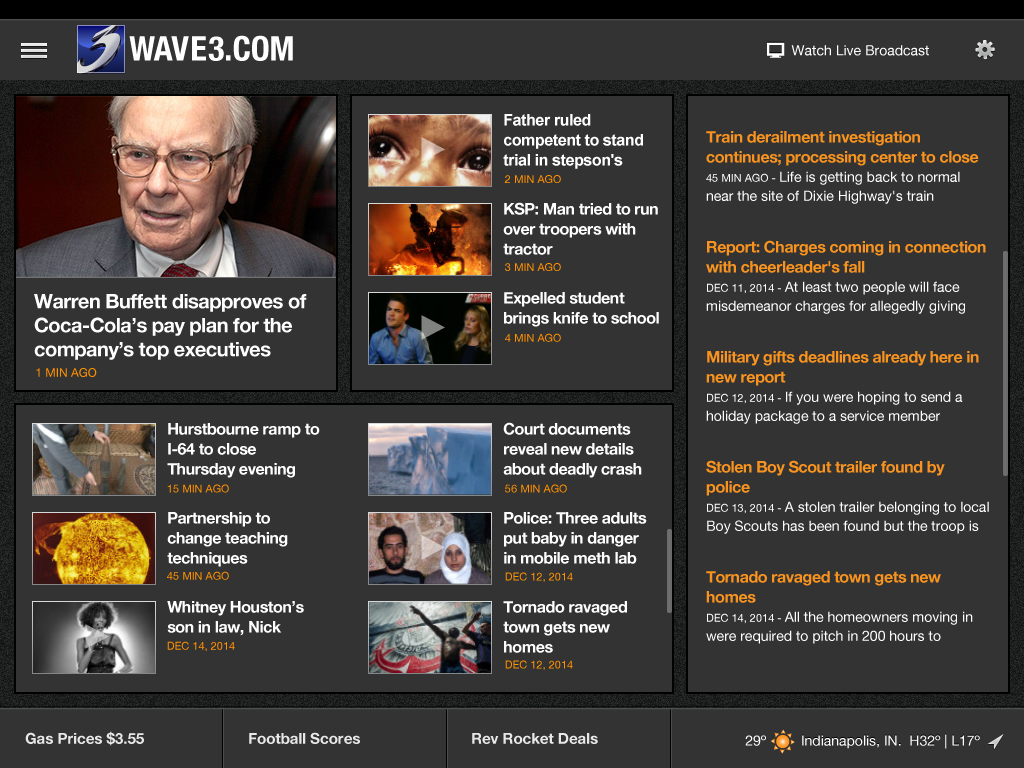 3 WAVE3.COM
Watch Live Broadcast
Warren Buffett disapproves of
Coca-Cola's pay plan for the
company's top executives
1 MIN AGO
Father ruled
competent to stand
trial in stepson's
2 MIN AGO
KSP: Man tried to run
over troopers with
tractor
3 MIN AGO
Expelled student
brings knife to school
4 MIN AGO
Hurstbourne ramp to
I-64 to close
Thursday evening
15 MIN AGO
Partnership to
change teaching
techniques
45 MIN AGO
Whitney Houston's
son in law, Nick
DEC 14, 2014
Court documents
reveal new details
about deadly crash
56 MIN AGO
Police: Three adults
put baby in danger
in mobile meth lab
DEC 12, 2014
Tornado ravaged
town gets new
homes
DEC 12, 2014
Train derailment investigation
continues; processing center to close
45 MIN AGO - Life is getting back to normal
near the site of Dixie Highway's train
Report: Charges coming in connection
with cheerleader's fall
DEC 11, 2014 - At least two people will face
misdemeanor charges for allegedly giving
Military gifts deadlines already here in
new report
DEC 12, 2014 - If you were hoping to send a
holiday package to a service member
Stolen Boy Scout trailer found by
police
DEC 13, 2014 - A stolen trailer belonging to local
Boy Scouts has been found but the troop is
Tornado ravaged town gets new
homes
DEC 14, 2014 - All the homeowners moving in
were required to pitch in 200 hours to
Gas Prices $3.55
Football Scores
Rev Rocket Deals
29º Indianapolis, IN. H32º | L17º